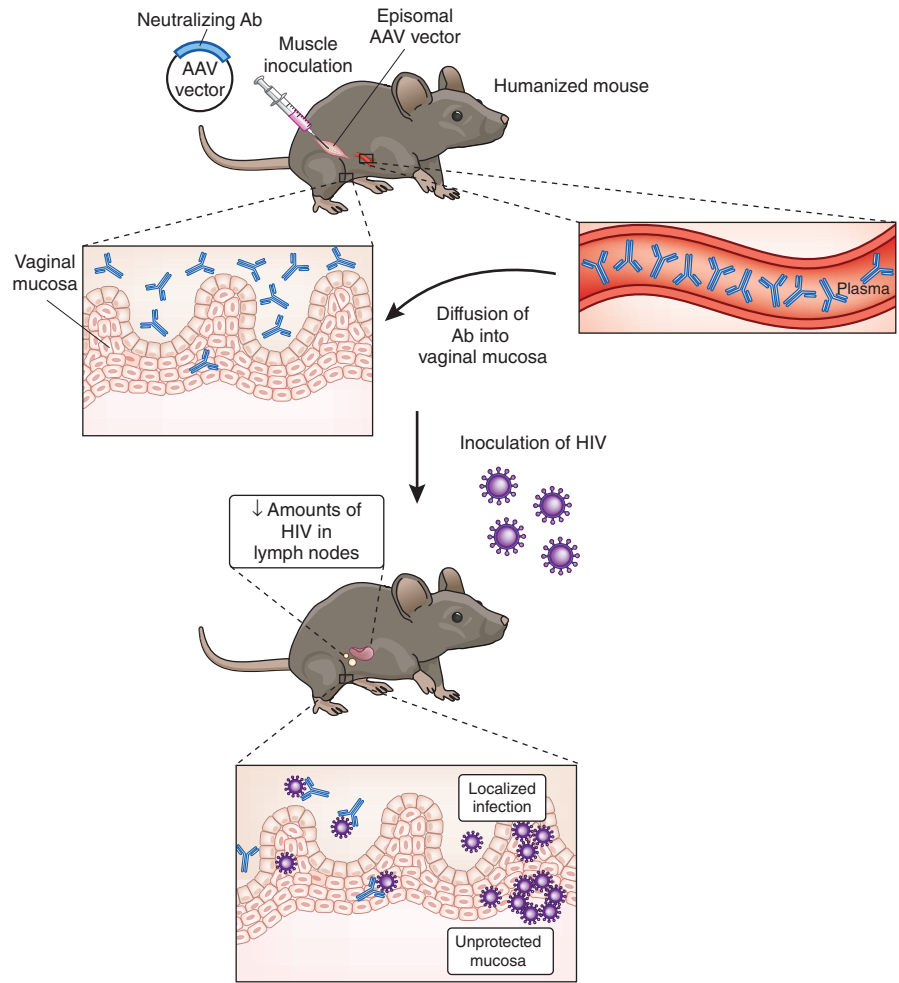 Neutralizing Ab
AAV
vector
Muscle
inoculation
Episomal
AAV vector
Humanized mouse
Vaginal
mucosa
Plasma
Diffusion of
Ab into
vaginal mucosa
Inoculation of HIV
↓ Amounts of
HIV in
lymph nodes
Localized
infection
Unprotected
mucosa